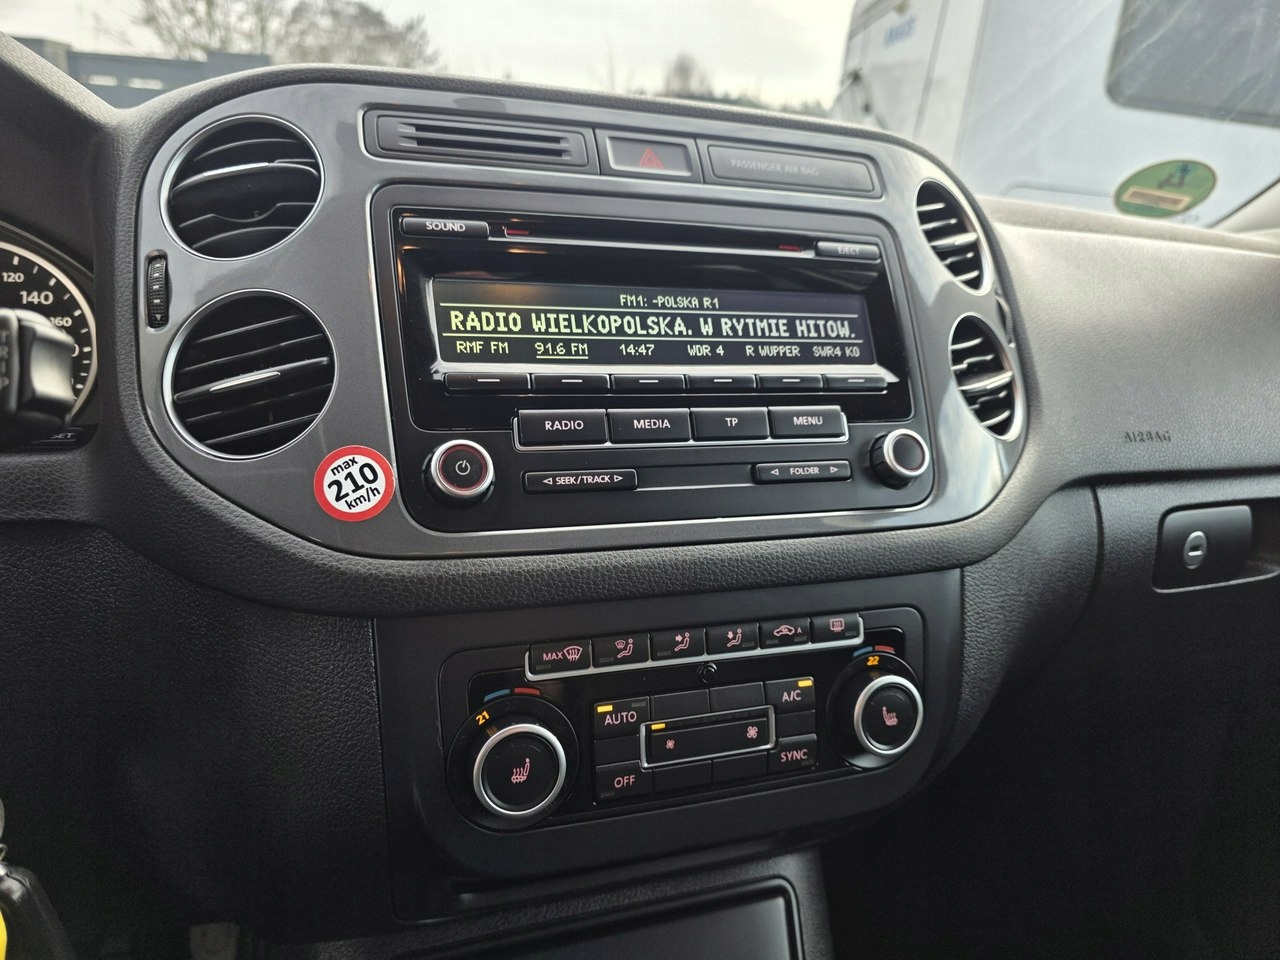 PASSENGER AIR BAG
SOUND
EJECT
FM1: -POLSKA R1
RADIO WIELKOPOLSKA. W RYTMIE HITOW.
RMF FM 91.6 FM 14:47 WDR 4 R WUPPER SWR4 KO
RADIO MEDIA TP MENU
SEEK/TRACK
FOLDER
120
140
160
SET
max
210
km/h
AIRBAG
MAX
A
21
22
AUTO
A/C
OFF
SYNC